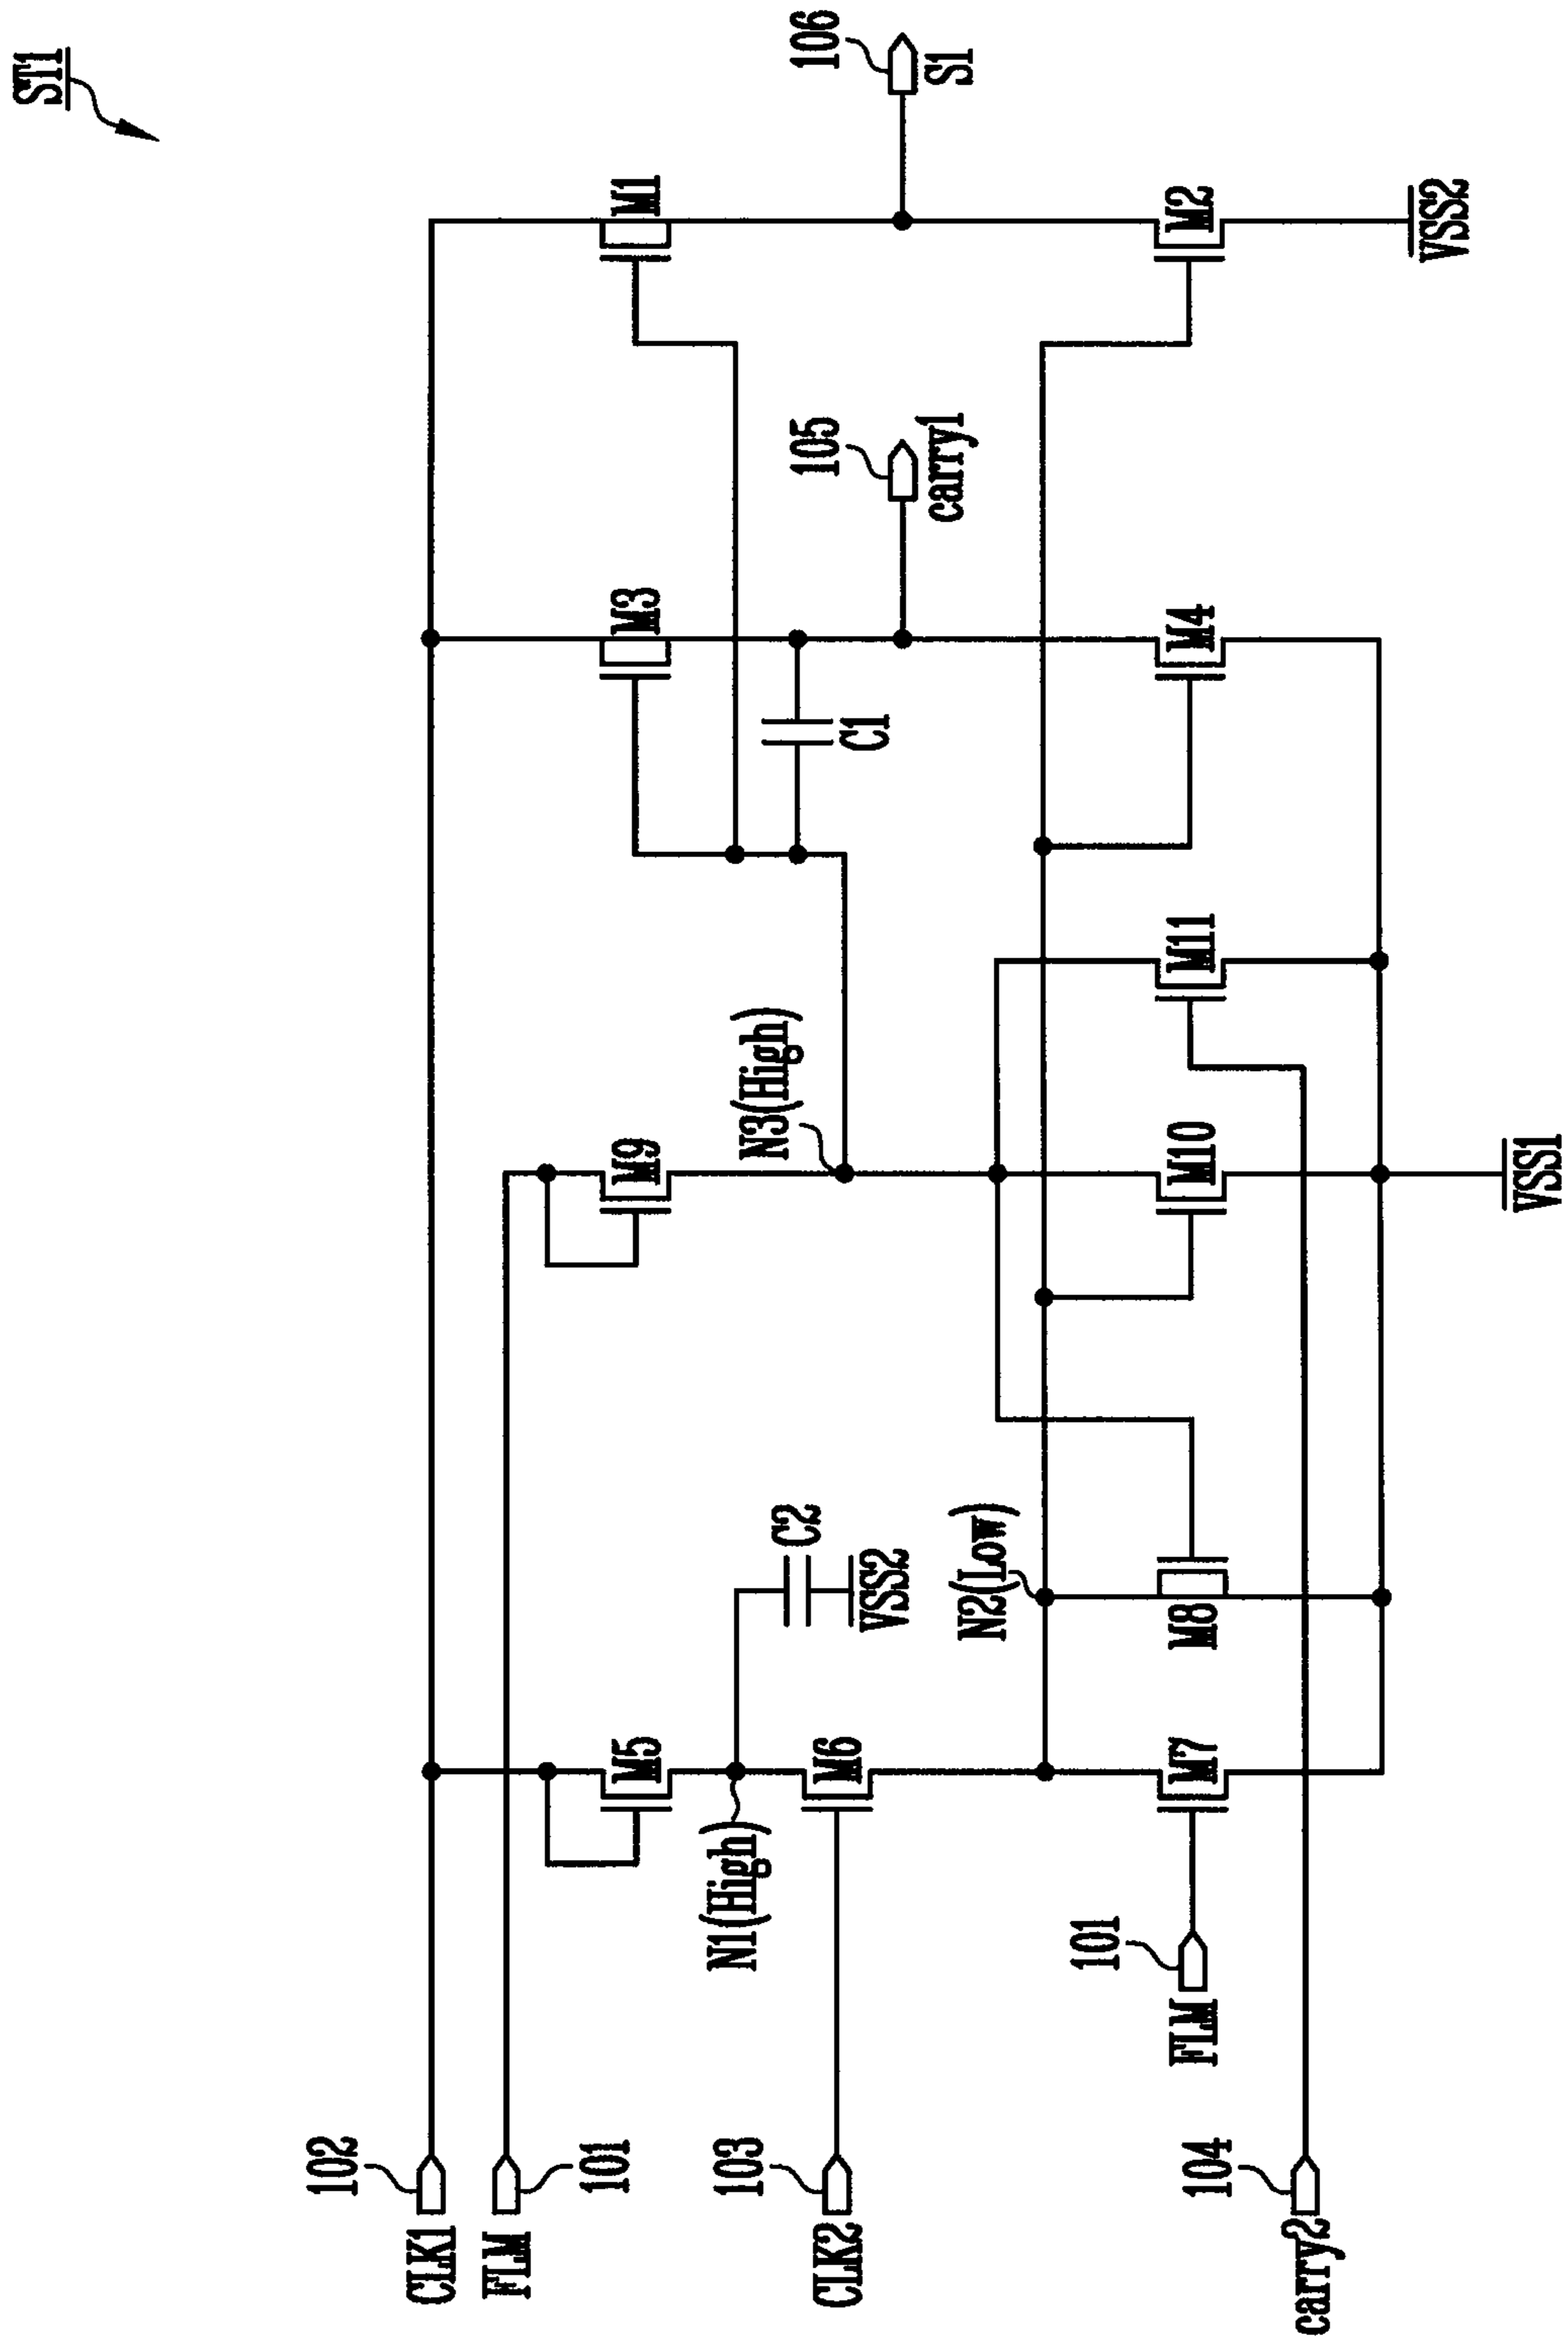 ST1
102
CLK1
101
FLM
103
CLK2
104
carry2
101
FLM
M5
N1(High)
C2
VSS2
M6
M7
N2(Low)
M8
M9
N3(High)
M10
M11
VSS1
M3
C1
105
carry1
M4
M1
106
S1
M2
VSS2